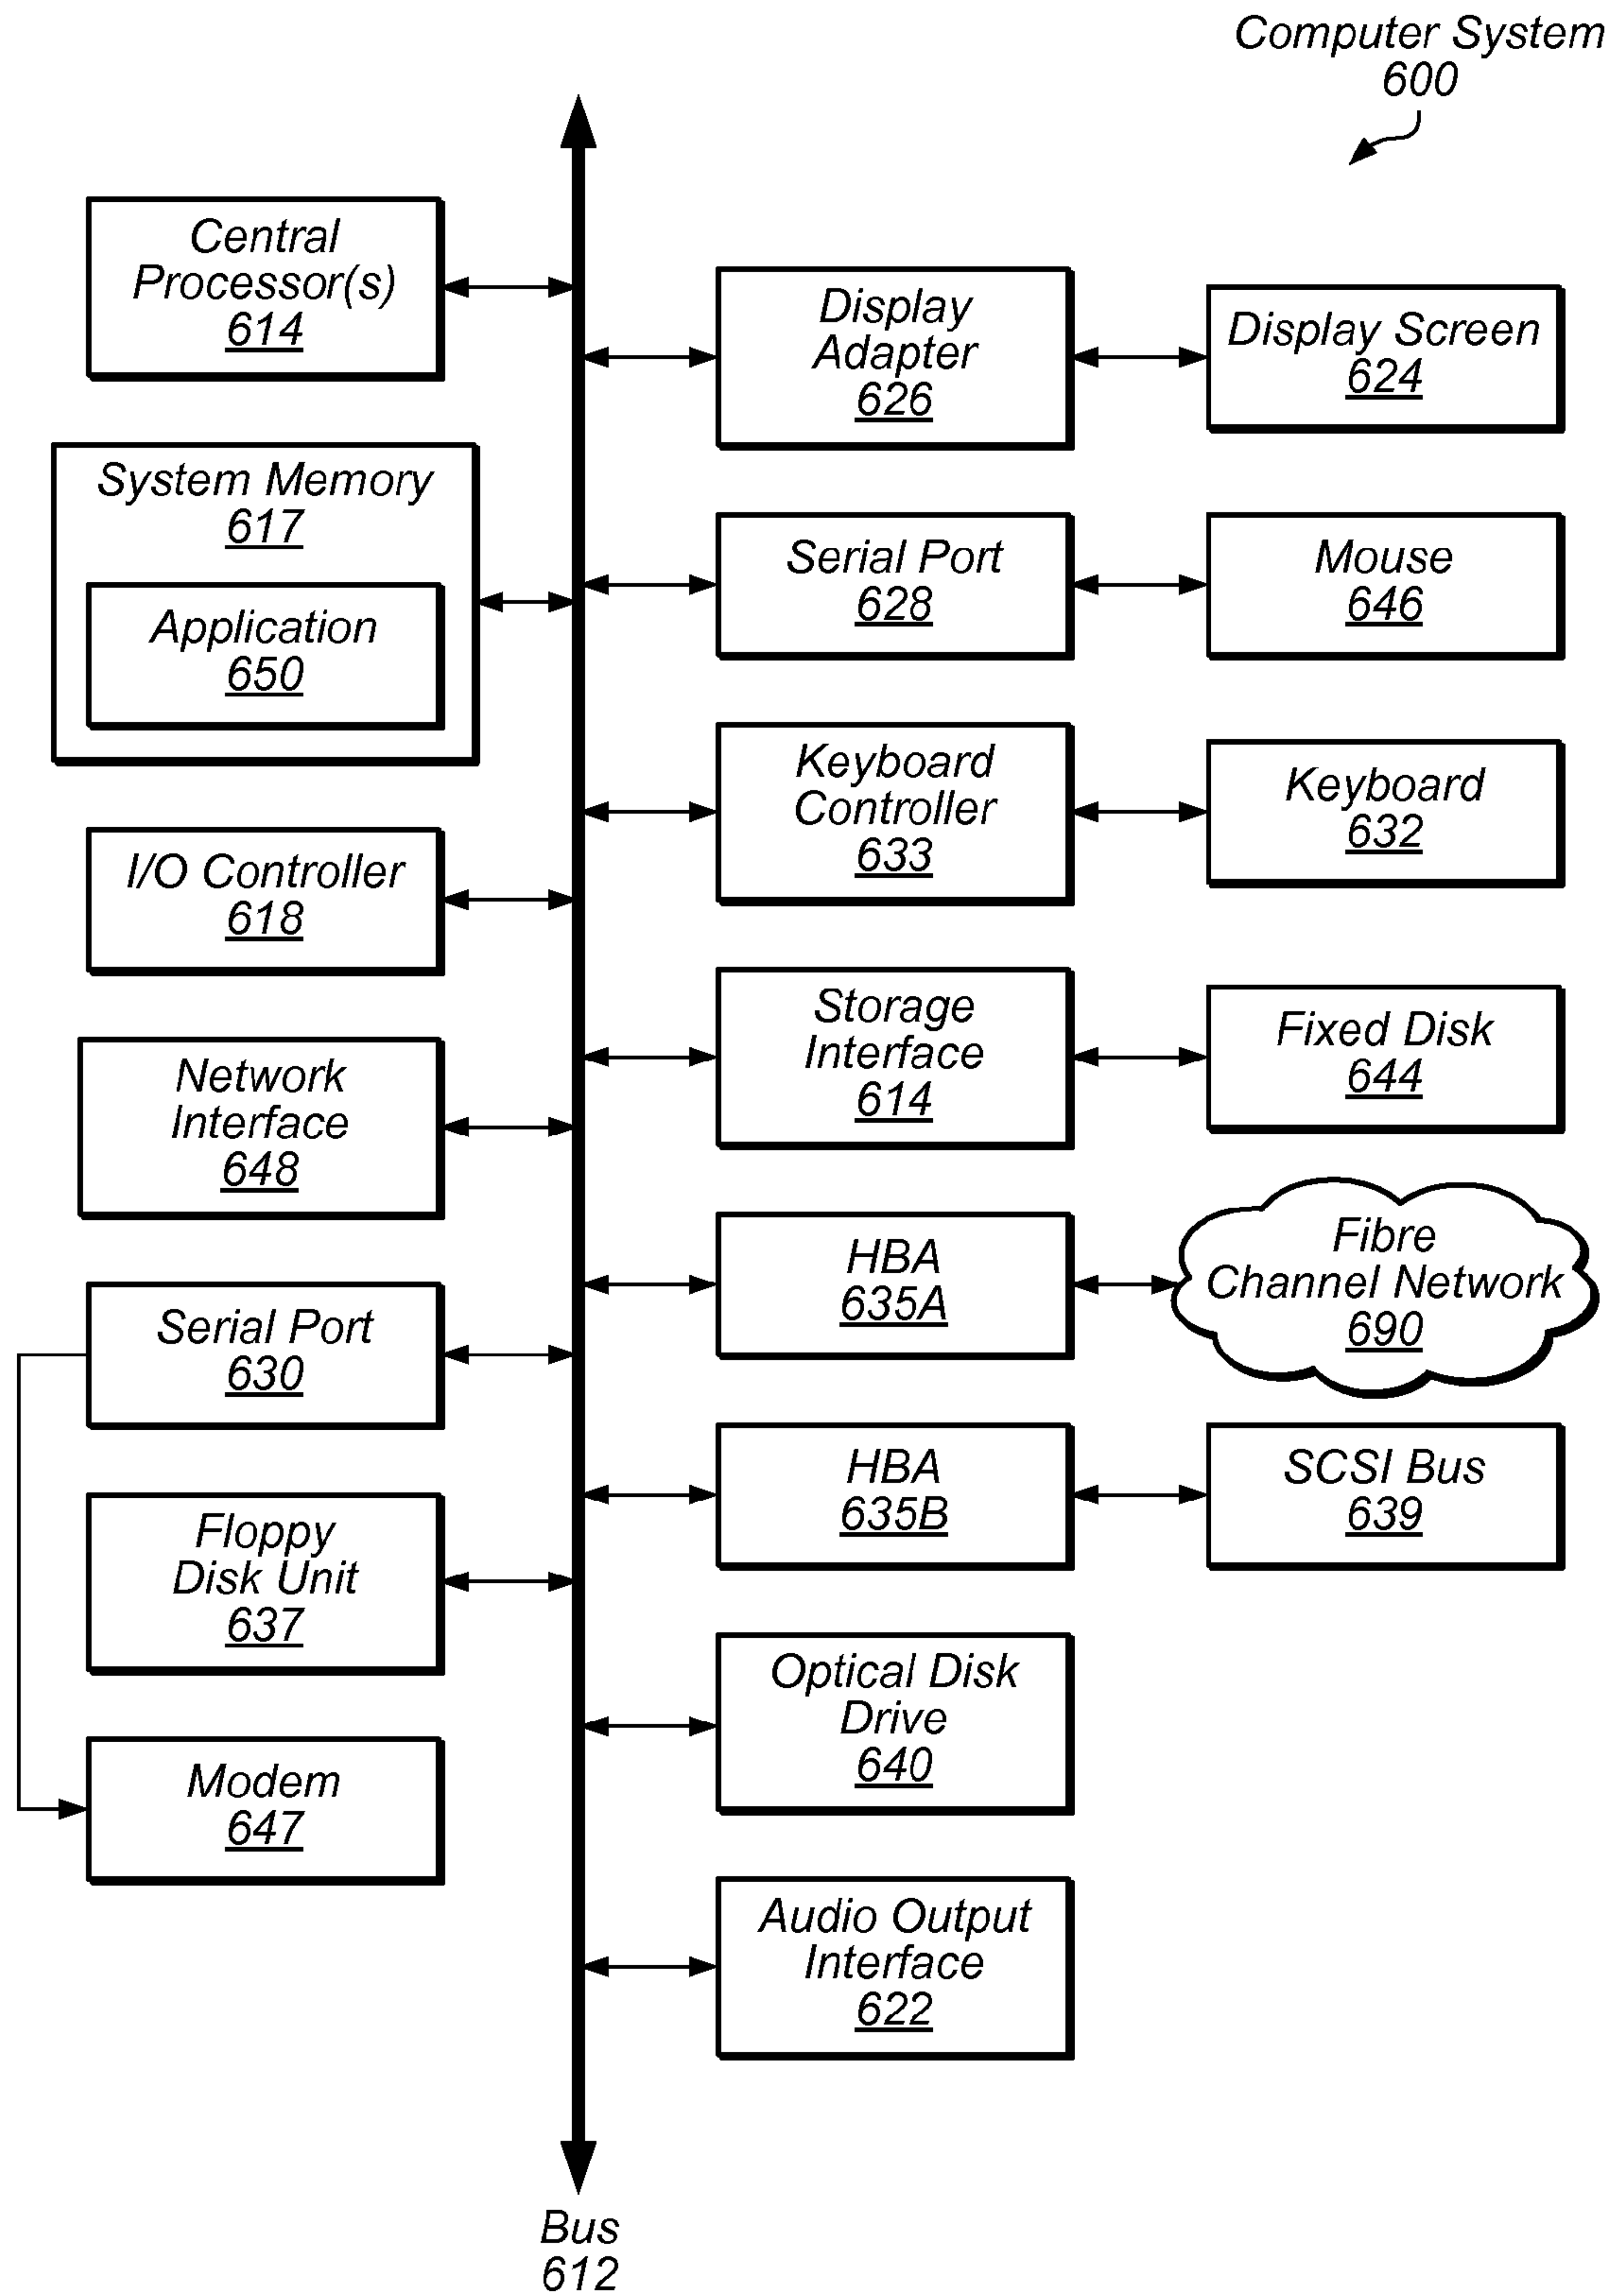 Computer System
600
Central
Processor(s)
614
System Memory
617
Application
650
I/O Controller
618
Network
Interface
648
Serial Port
630
Floppy
Disk Unit
637
Modem
647
Display
Adapter
626
Display Screen
624
Serial Port
628
Mouse
646
Keyboard
Controller
633
Keyboard
632
Storage
Interface
614
Fixed Disk
644
HBA
635A
Fibre
Channel Network
690
HBA
635B
SCSI Bus
639
Optical Disk
Drive
640
Audio Output
Interface
622
Bus
612